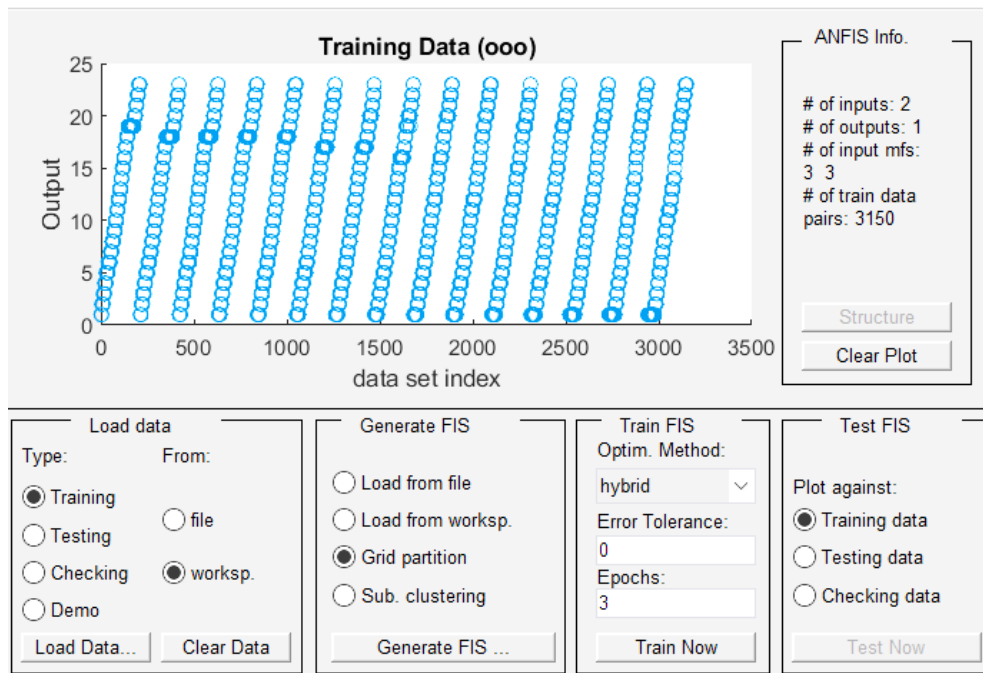 Training Data (ooo)
25
20
15
10
5
0
Output
0 500 1000 1500 2000 2500 3000 3500
data set index
ANFIS Info.
# of inputs: 2
# of outputs: 1
# of input mfs:
3 3
# of train data
pairs: 3150
Structure
Clear Plot
Load data
Type:
From:
Training
Testing
Checking
Demo
file
worksp.
Load Data...
Clear Data
Generate FIS
Load from file
Load from worksp.
Grid partition
Sub. clustering
Generate FIS ...
Train FIS
Optim. Method:
hybrid
Error Tolerance:
0
Epochs:
3
Train Now
Test FIS
Plot against:
Training data
Testing data
Checking data
Test Now